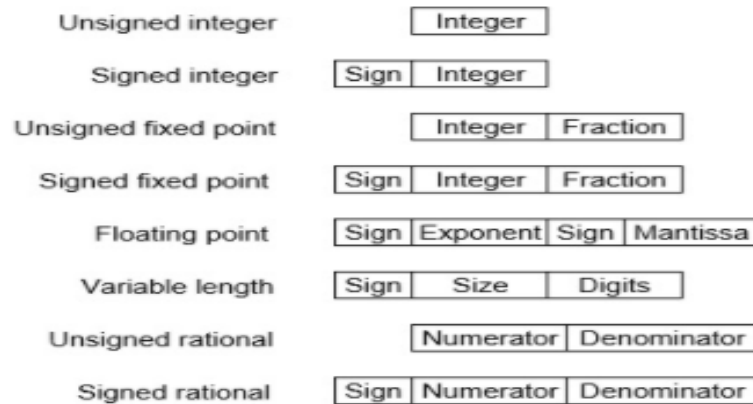 Unsigned integer Integer
Signed integer Sign Integer
Unsigned fixed point Integer Fraction
Signed fixed point Sign Integer Fraction
Floating point Sign Exponent Sign Mantissa
Variable length Sign Size Digits
Unsigned rational Numerator Denominator
Signed rational Sign Numerator Denominator